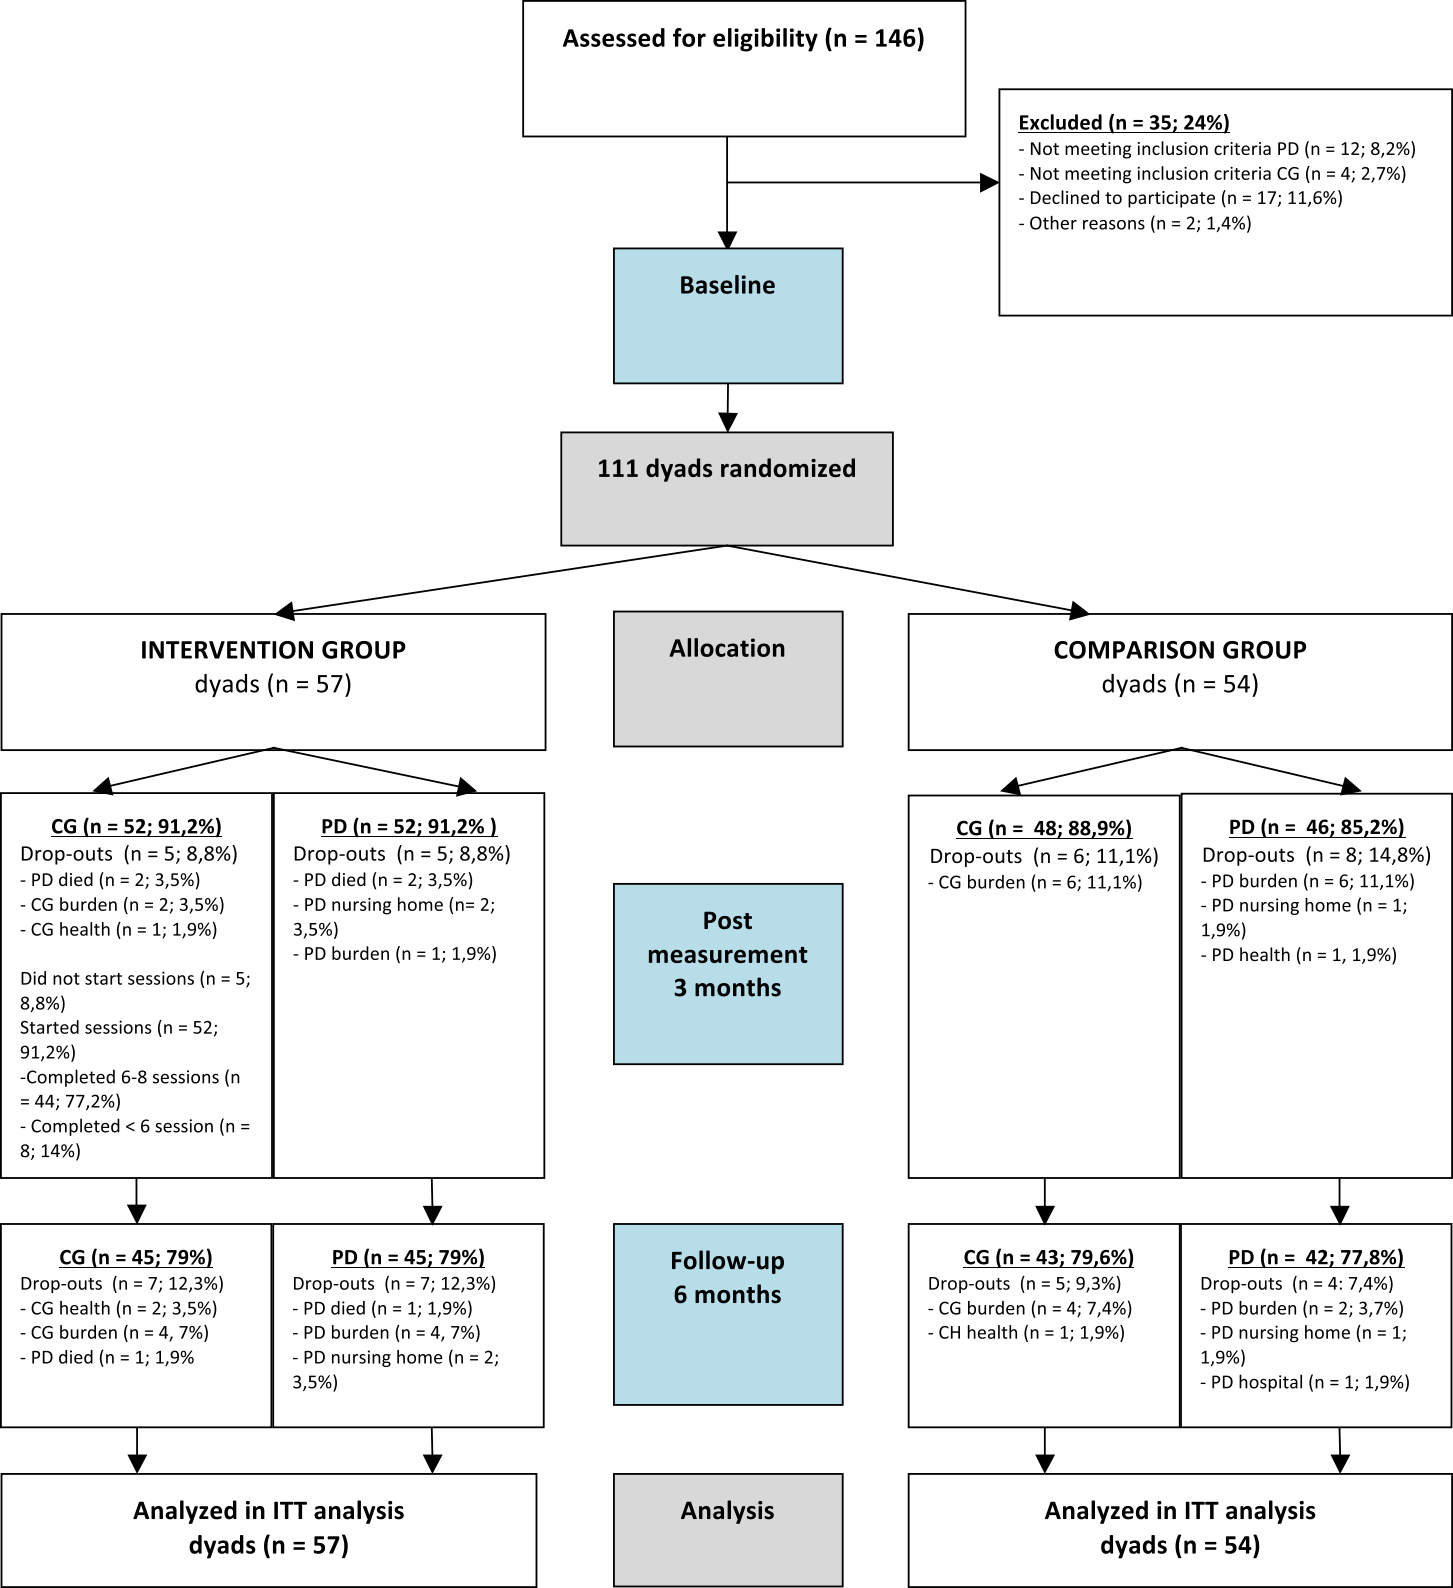 Assessed for eligibility (n = 146)
Excluded (n = 35; 24%)
- Not meeting inclusion criteria PD (n = 12; 8,2%)
- Not meeting inclusion criteria CG (n = 4; 2,7%)
- Declined to participate (n = 17; 11,6%)
- Other reasons (n = 2; 1,4%)
Baseline
111 dyads randomized
INTERVENTION GROUP
dyads (n = 57)
Allocation
COMPARISON GROUP
dyads (n = 54)
CG (n = 52; 91,2%)
Drop-outs (n = 5; 8,8%)
- PD died (n = 2; 3,5%)
- CG burden (n = 2; 3,5%)
- CG health (n = 1; 1,9%)
Did not start sessions (n = 5;
8,8%)
Started sessions (n = 52;
91,2%)
-Completed 6-8 sessions (n
= 44; 77,2%)
- Completed < 6 session (n =
8; 14%)
PD (n = 52; 91,2% )
Drop-outs (n = 5; 8,8%)
- PD died (n = 2; 3,5%)
- PD nursing home (n= 2;
3,5%)
- PD burden (n = 1; 1,9%)
Post
measurement
3 months
CG (n = 48; 88,9%)
Drop-outs (n = 6; 11,1%)
- CG burden (n = 6; 11,1%)
PD (n = 46; 85,2%)
Drop-outs (n = 8; 14,8%)
- PD burden (n = 6; 11,1%)
- PD nursing home (n = 1;
1,9%)
- PD health (n = 1, 1,9%)
CG (n = 45; 79%)
Drop-outs (n = 7; 12,3%)
- CG health (n = 2; 3,5%)
- CG burden (n = 4, 7%)
- PD died (n = 1; 1,9%
PD (n = 45; 79%)
Drop-outs (n = 7; 12,3%)
- PD died (n = 1; 1,9%)
- PD burden (n = 4, 7%)
- PD nursing home (n = 2;
3,5%)
Follow-up
6 months
CG (n = 43; 79,6%)
Drop-outs (n = 5; 9,3%)
- CG burden (n = 4; 7,4%)
- CH health (n = 1; 1,9%)
PD (n = 42; 77,8%)
Drop-outs (n = 4: 7,4%)
- PD burden (n = 2; 3,7%)
- PD nursing home (n = 1;
1,9%)
- PD hospital (n = 1; 1,9%)
Analyzed in ITT analysis
dyads (n = 57)
Analysis
Analyzed in ITT analysis
dyads (n = 54)